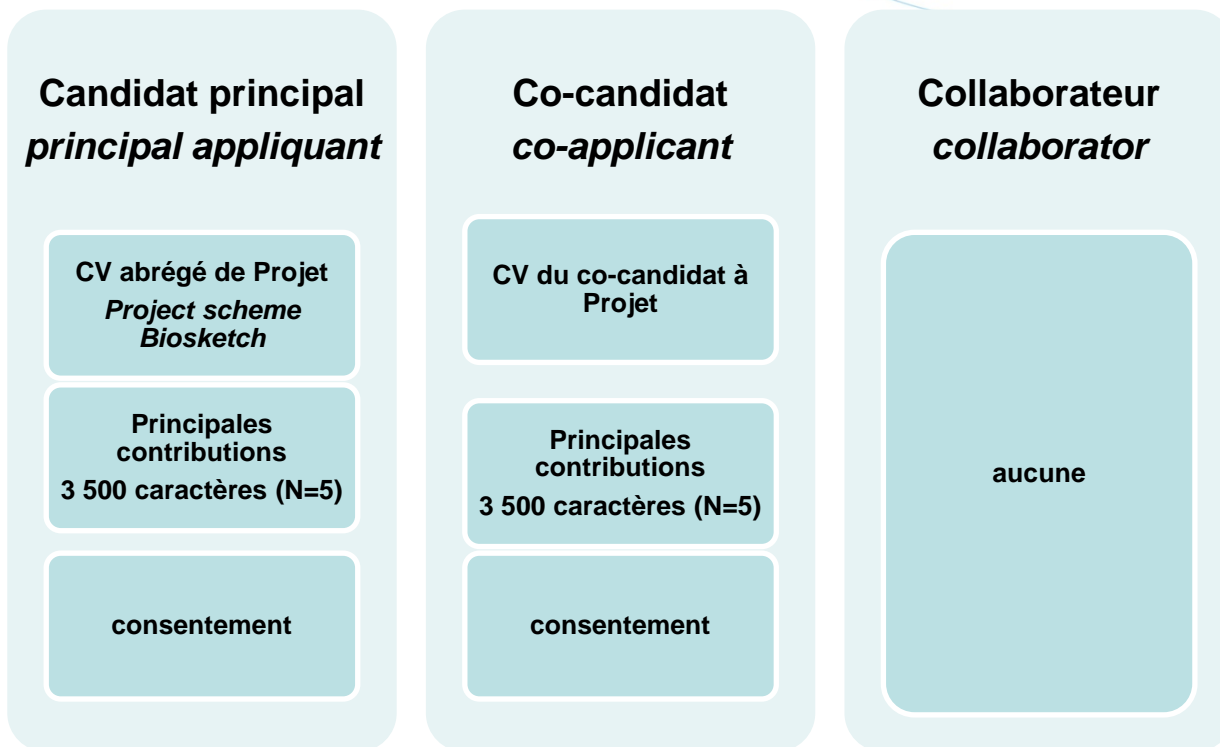 Candidat principal
principal appliquant
CV abrégé de Projet
Project scheme
Biosketch
Principales
contributions
3 500 caractères (N=5)
consentement
Co-candidat
co-applicant
CV du co-candidat à
Projet
Principales
contributions
3 500 caractères (N=5)
consentement
Collaborateur
collaborator
aucune